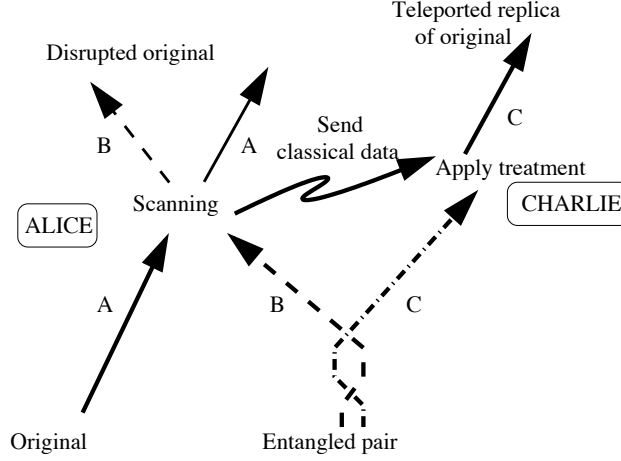 Teleported replica
of original
Disrupted original
C
B
A
Send
classical data
Apply treatment
Scanning
CHARLIE
ALICE
A
B
C
Original
Entangled pair